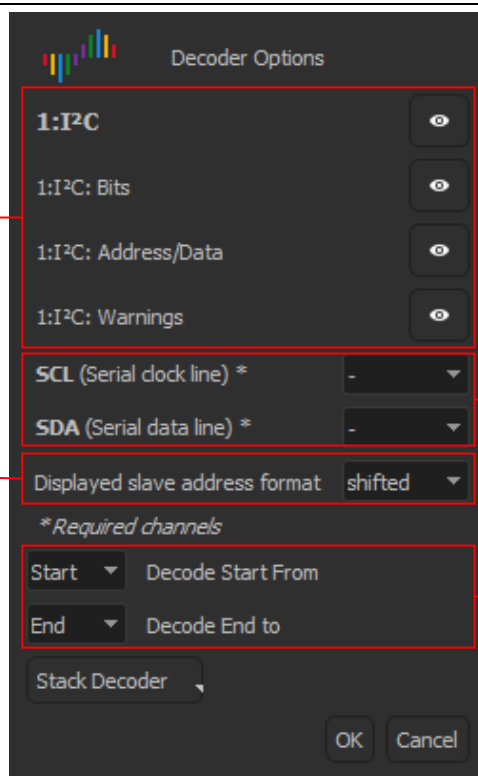 Decoder Options
1:I²C
1:I²C: Bits
1:I²C: Address/Data
1:I²C: Warnings
SCL (Serial clock line) * -
SDA (Serial data line) * -
Displayed slave address format shifted
*Required channels
Start Decode Start From
End Decode End to
Stack Decoder
OK Cancel